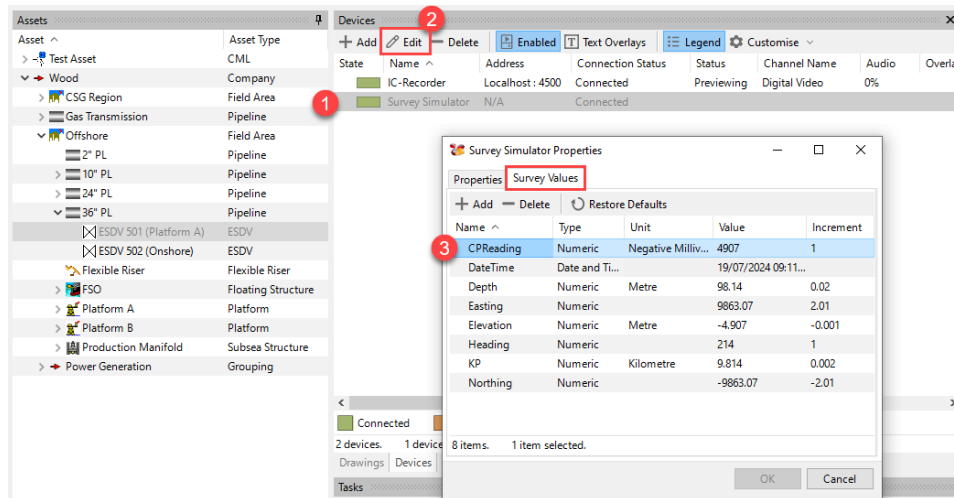 Assets
Asset Asset Type
Test Asset CML
Wood Company
CSG Region Field Area
Gas Transmission Pipeline
Offshore Field Area
2" PL Pipeline
10" PL Pipeline
24" PL Pipeline
36" PL Pipeline
ESDV 501 (Platform A) ESDV
ESDV 502 (Onshore) ESDV
Flexible Riser Flexible Riser
FSO Floating Structure
Platform A Platform
Platform B Platform
Production Manifold Subsea Structure
Power Generation Grouping
Devices
2
Add Edit Delete Enabled Text Overlays Legend Customise
State Name Address Connection Status Status Channel Name Audio Overla
IC-Recorder Localhost : 4500 Connected Previewing Digital Video 0%
1 Survey Simulator N/A Connected
Survey Simulator Properties
Properties Survey Values
Add Delete Restore Defaults
Name Type Unit Value Increment
3 CPReading Numeric Negative Milliv... 4907 1
DateTime Date and Ti... 19/07/2024 09:11...
Depth Numeric Metre 98.14 0.02
Easting Numeric 9863.07 2.01
Elevation Numeric Metre -4.907 -0.001
Heading Numeric 214 1
KP Numeric Kilometre 9.814 0.002
Northing Numeric -9863.07 -2.01
8 items. 1 item selected.
OK Cancel
Connected
2 devices. 1 device
Drawings Devices
Tasks